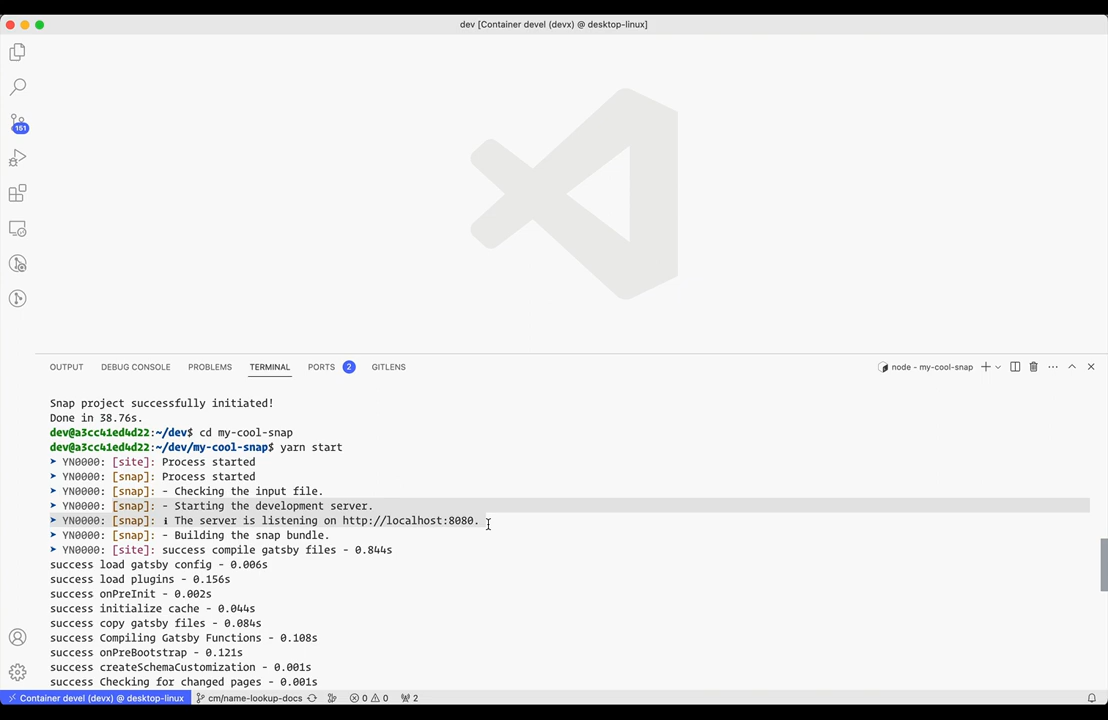 dev [Container devel (devx) @ desktop-linux]
151
OUTPUT DEBUG CONSOLE PROBLEMS TERMINAL PORTS 2 GITLENS node - my-cool-snap
Snap project successfully initiated!
Done in 38.76s.
dev@a3cc41ed4d22:~/dev$ cd my-cool-snap
dev@a3cc41ed4d22:~/dev/my-cool-snap$ yarn start
➤ YN0000: [site]: Process started
➤ YN0000: [snap]: Process started
➤ YN0000: [snap]: - Checking the input file.
➤ YN0000: [snap]: - Starting the development server.
➤ YN0000: [snap]: ℹ The server is listening on http://localhost:8080.
➤ YN0000: [snap]: - Building the snap bundle.
➤ YN0000: [site]: success compile gatsby files - 0.844s
success load gatsby config - 0.006s
success load plugins - 0.156s
success onPreInit - 0.002s
success initialize cache - 0.044s
success copy gatsby files - 0.084s
success Compiling Gatsby Functions - 0.108s
success onPreBootstrap - 0.121s
success createSchemaCustomization - 0.001s
success Checking for changed pages - 0.001s
Container devel (devx) @ desktop-linux cm/name-lookup-docs 0 0 2